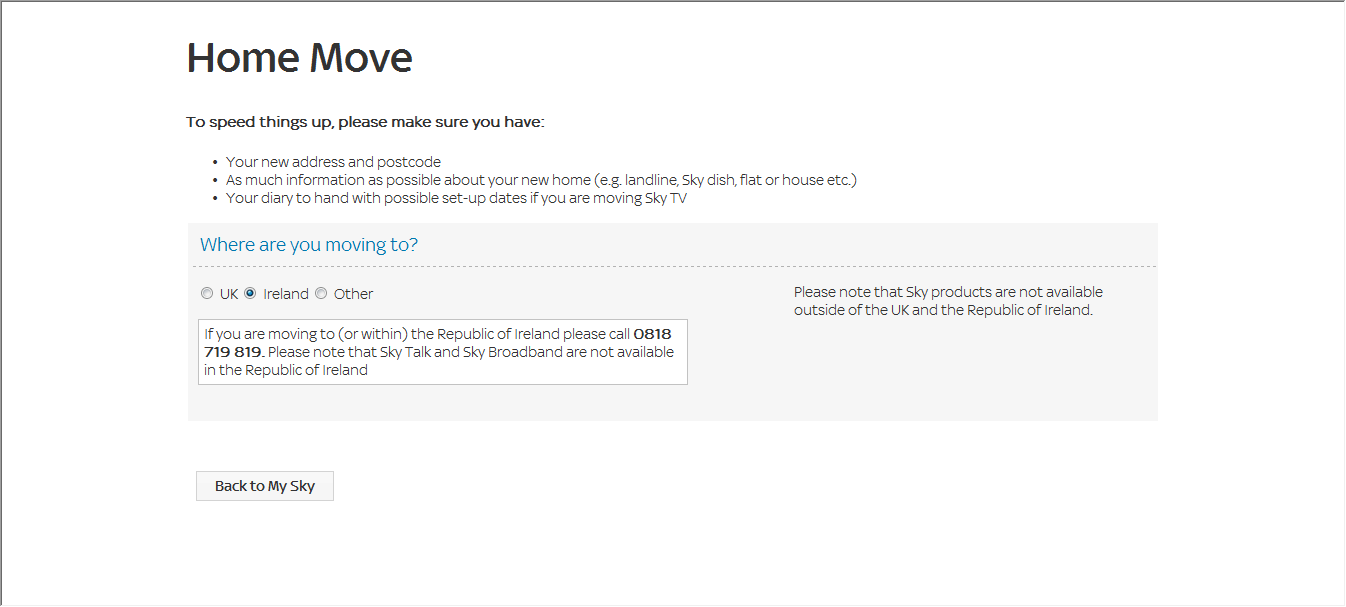 Home Move
To speed things up, please make sure you have:
• Your new address and postcode
• As much information as possible about your new home (e.g. landline, Sky dish, flat or house etc.)
• Your diary to hand with possible set-up dates if you are moving Sky TV
Where are you moving to?
UK Ireland Other
If you are moving to (or within) the Republic of Ireland please call 0818
719 819. Please note that Sky Talk and Sky Broadband are not available
in the Republic of Ireland
Please note that Sky products are not available
outside of the UK and the Republic of Ireland.
Back to My Sky